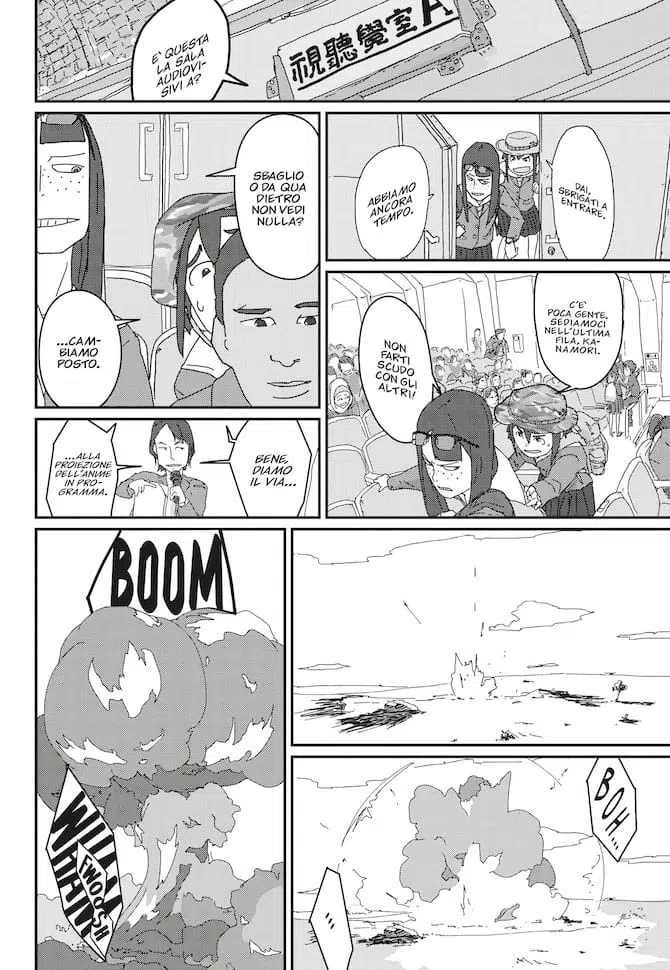 È QUESTA
LA SALA
AUDIOVI-
SIVI A?
視聴覺室A
DAI,
SBRIGATI A
ENTRARE.
ABBIAMO
ANCORA
TEMPO.
C'È
POCA GENTE.
SEDIAMOCI
NELL'ULTIMA
FILA, KA-
NAMORI.
NON
FARTI
SCUDO
CON GLI
ALTRI!
SBAGLIO
O DA QUA
DIETRO
NON VEDI
NULLA?
...CAM-
BIAMO
POSTO.
BENE,
DIAMO
IL VIA...
...ALLA
PROIEZIONE
DELL'ANIME
IN PRO-
GRAMMA.
BOH...
...
BOOM
FWOOSH